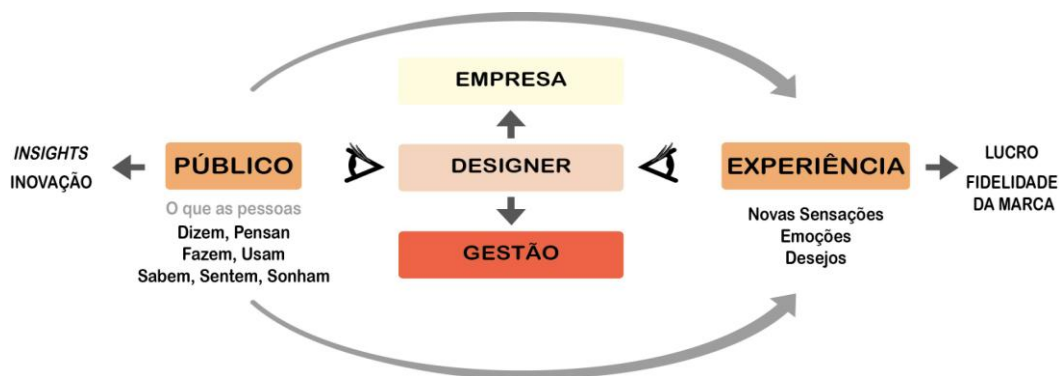 EMPRESA
INSIGHTS
INOVAÇÃO
PÚBLICO
DESIGNER
EXPERIÊNCIA
LUCRO
FIDELIDADE
DA MARCA
O que as pessoas
Dizem, Pensan
Fazem, Usam
Sabem, Sentem, Sonham
GESTÃO
Novas Sensações
Emoções
Desejos